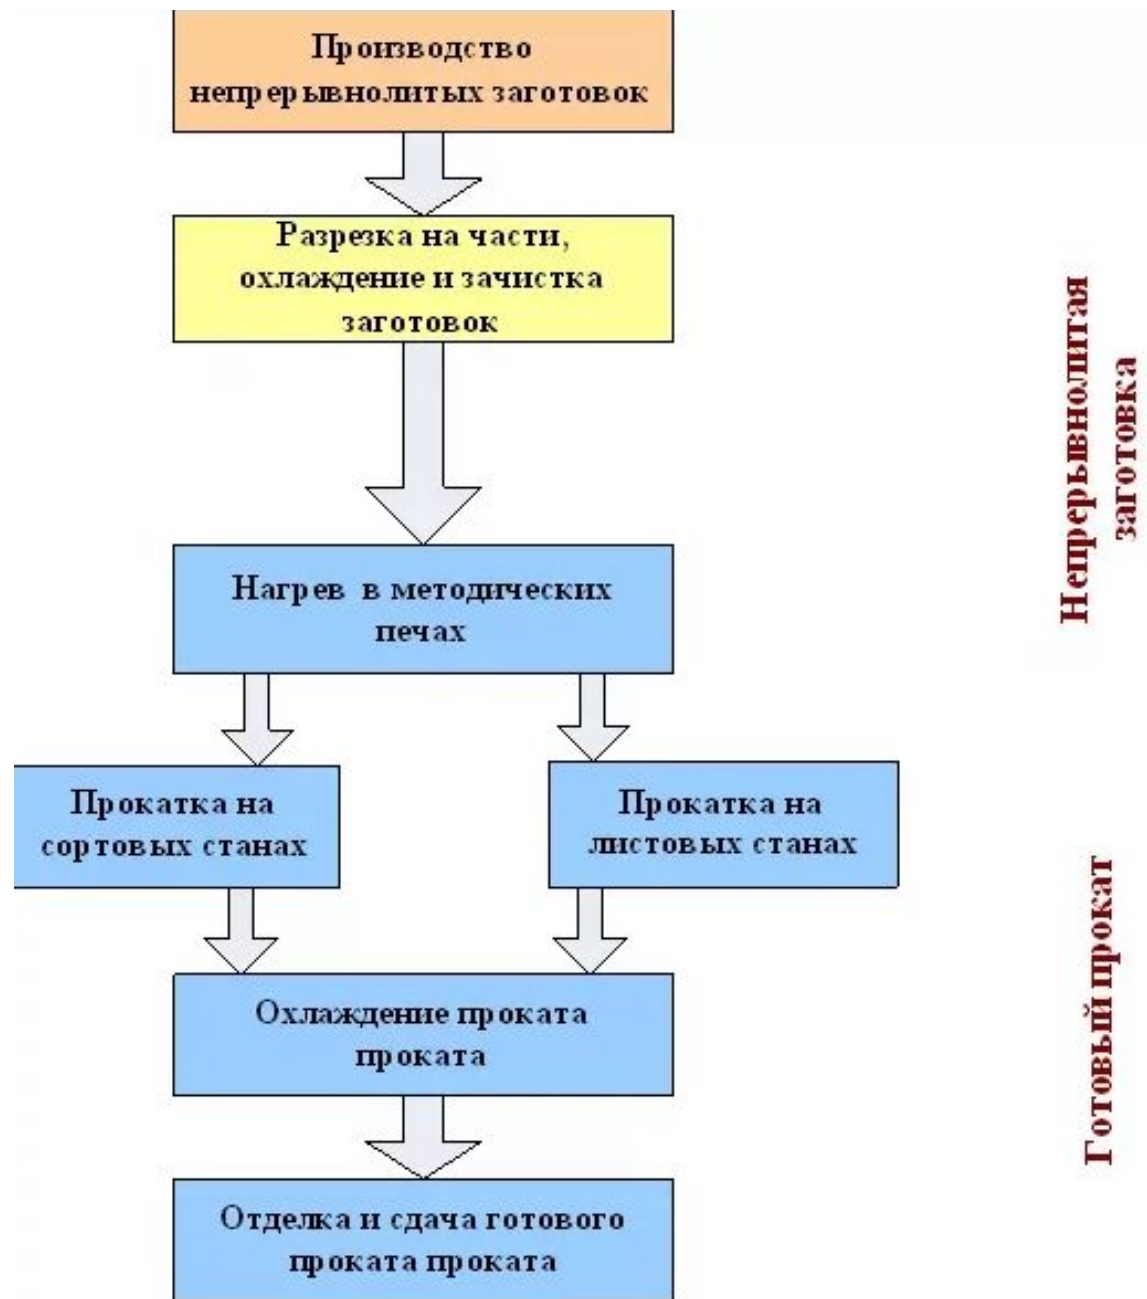 Производство
непрерывнолитых заготовок
Разрезка на части,
охлаждение и зачистка
заготовок
Нагрев в методических
печах
Прокатка на
сортовых станах
Прокатка на
листовых станах
Охлаждение проката
проката
Отделка и сдача готового
проката проката
Непрерывнолитая
заготовка
Готовый прокат